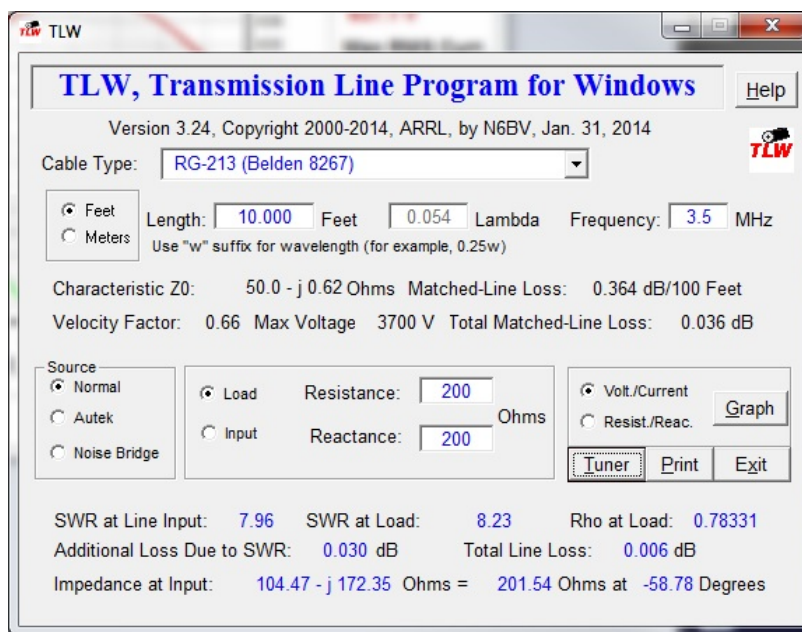 TLW
TLW, Transmission Line Program for Windows
Help
Version 3.24, Copyright 2000-2014, ARRL, by N6BV, Jan. 31, 2014
TLW
Cable Type: RG-213 (Belden 8267)
Feet
Meters
Length: 10.000 Feet 0.054 Lambda Frequency: 3.5 MHz
Use "w" suffix for wavelength (for example, 0.25w)
Characteristic Z0: 50.0 - j 0.62 Ohms Matched-Line Loss: 0.364 dB/100 Feet
Velocity Factor: 0.66 Max Voltage 3700 V Total Matched-Line Loss: 0.036 dB
Source
Normal
Autek
Noise Bridge
Load
Input
Resistance: 200
Reactance: 200
Ohms
Volt./Current
Resist./Reac.
Graph
Tuner Print Exit
SWR at Line Input: 7.96 SWR at Load: 8.23 Rho at Load: 0.78331
Additional Loss Due to SWR: 0.030 dB Total Line Loss: 0.006 dB
Impedance at Input: 104.47 - j 172.35 Ohms = 201.54 Ohms at -58.78 Degrees